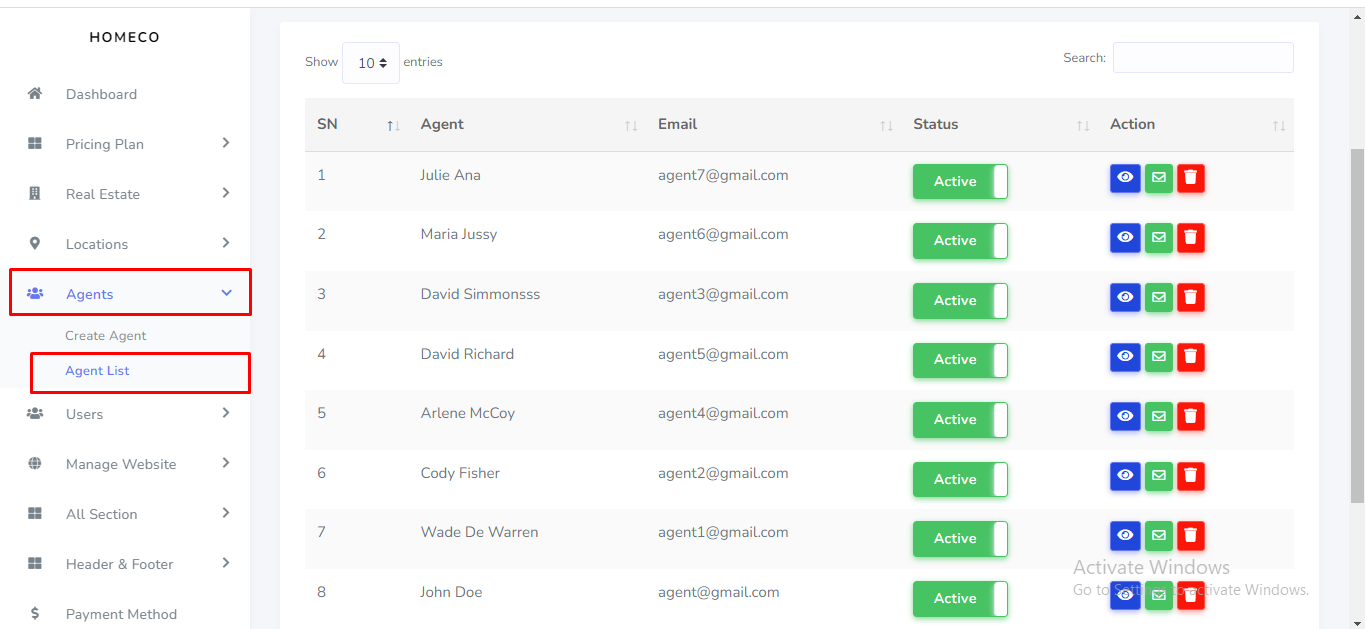 HOMECO
Dashboard
Pricing Plan
Real Estate
Locations
Agents
Create Agent
Agent List
Users
Manage Website
All Section
Header & Footer
$ Payment Method
Show 10 entries
Search:
SN Agent Email Status Action
1 Julie Ana agent7@gmail.com Active
2 Maria Jussy agent6@gmail.com Active
3 David Simmonsss agent3@gmail.com Active
4 David Richard agent5@gmail.com Active
5 Arlene McCoy agent4@gmail.com Active
6 Cody Fisher agent2@gmail.com Active
7 Wade De Warren agent1@gmail.com Active
8 John Doe agent@gmail.com Active
Activate Windows
Go to Settings to activate Windows.